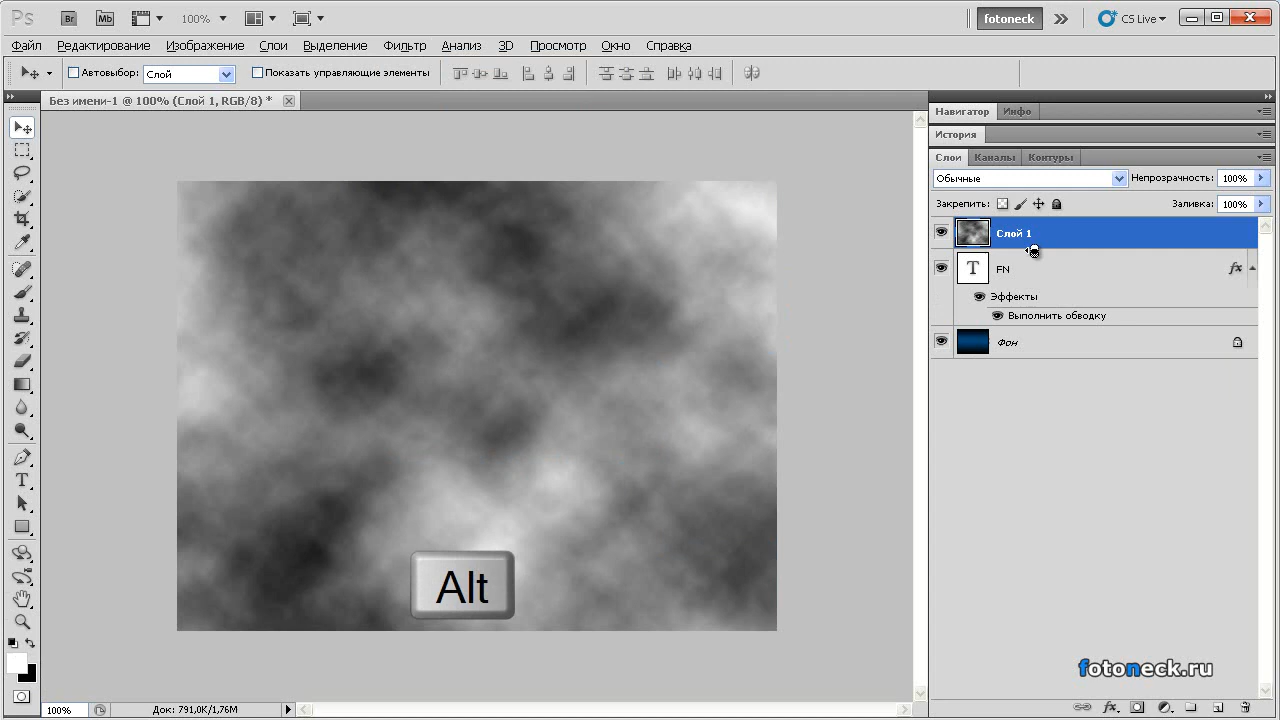 Ps Br Mb 100% fotoneck CS Live
Файл Редактирование Изображение Слои Выделение Фильтр Анализ 3D Просмотр Окно Справка
Автовыбор: Слой Показать управляющие элементы
Без имени-1 @ 100% (Слой 1, RGB/8) *
Навигатор Инфо
История
Слои Каналы Контуры
Обычные Непрозрачность: 100%
Закрепить: Заливка: 100%
Слой 1
T FN fx
Эффекты
Выполнить обводку
Фон
Alt
fotoneck.ru
100% Док: 791,0K/1,76M
fx